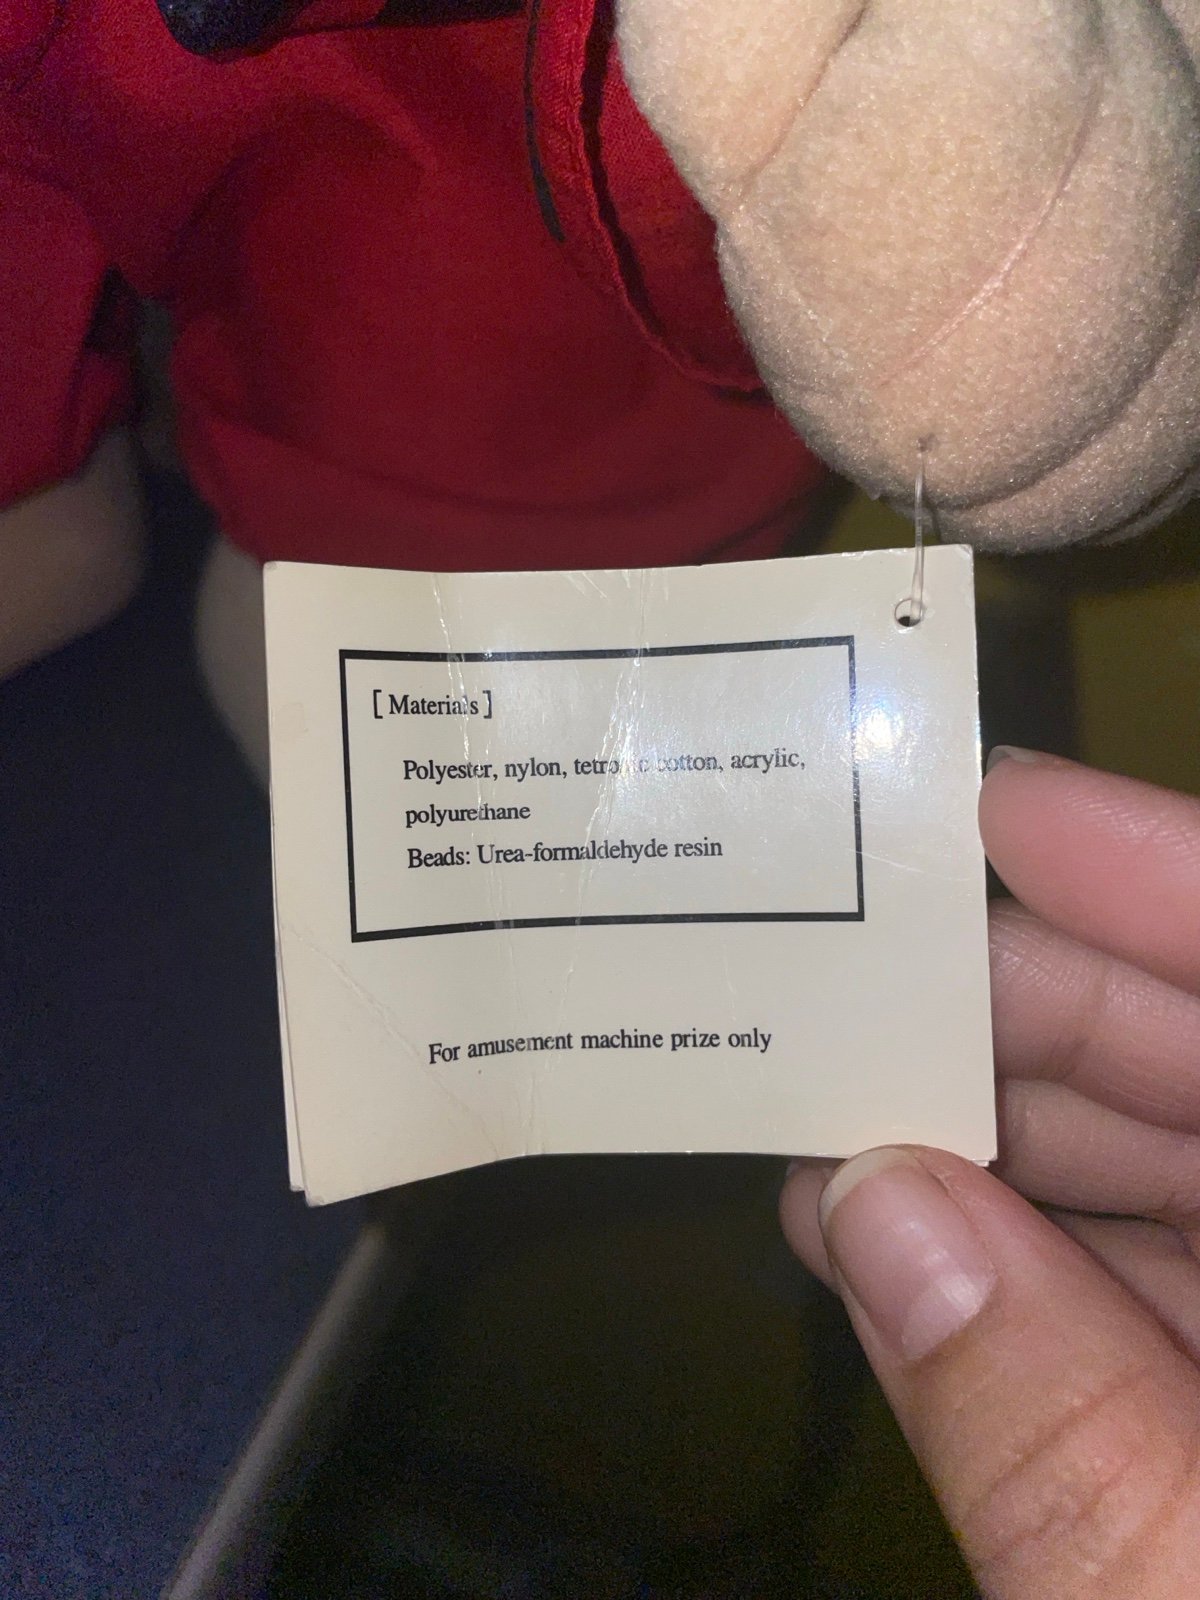 [Materials]
Polyester, nylon, cotton, acrylic,
polyurethane
Beads: Urea-formaldehyde resin
For amusement machine prize only